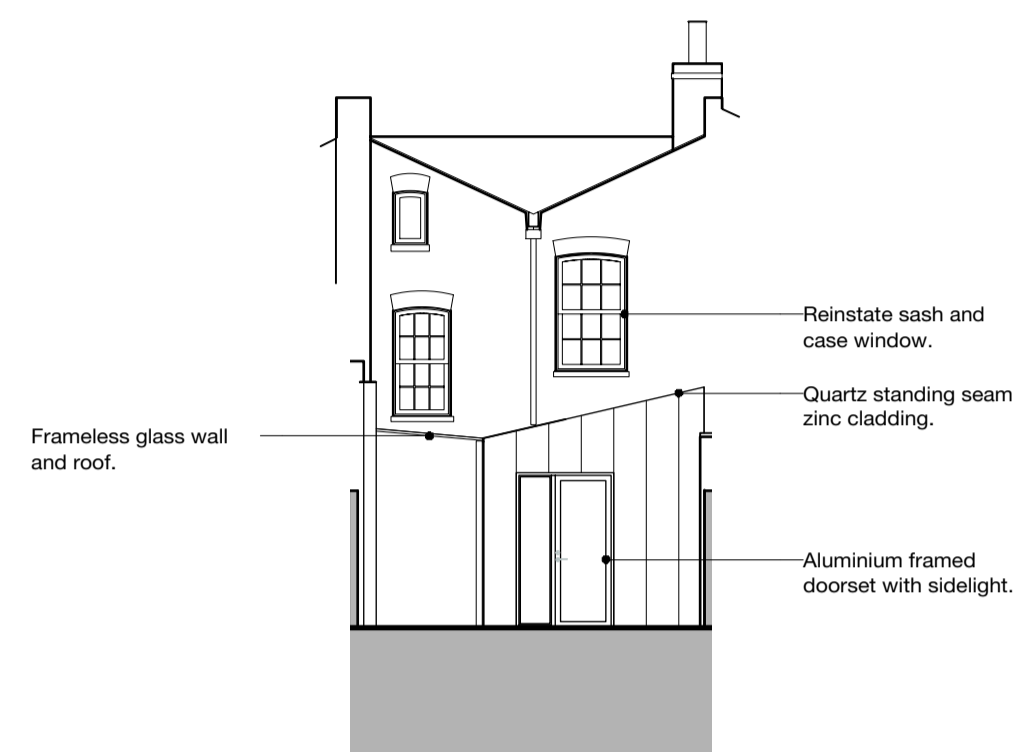 Reinstate sash and
case window.
Quartz standing seam
zinc cladding.
Frameless glass wall
and roof.
Aluminium framed
doorset with sidelight.